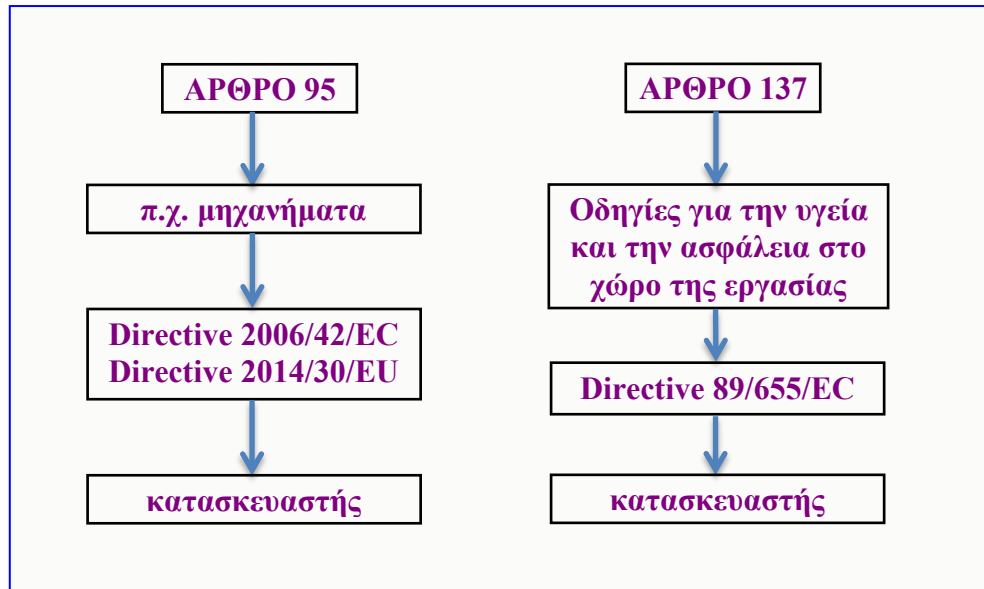 ΑΡΘΡΟ 95
π.χ. μηχανήματα
Directive 2006/42/EC
Directive 2014/30/EU
κατασκευαστής
ΑΡΘΡΟ 137
Οδηγίες για την υγεία
και την ασφάλεια στο
χώρο της εργασίας
Directive 89/655/EC
κατασκευαστής